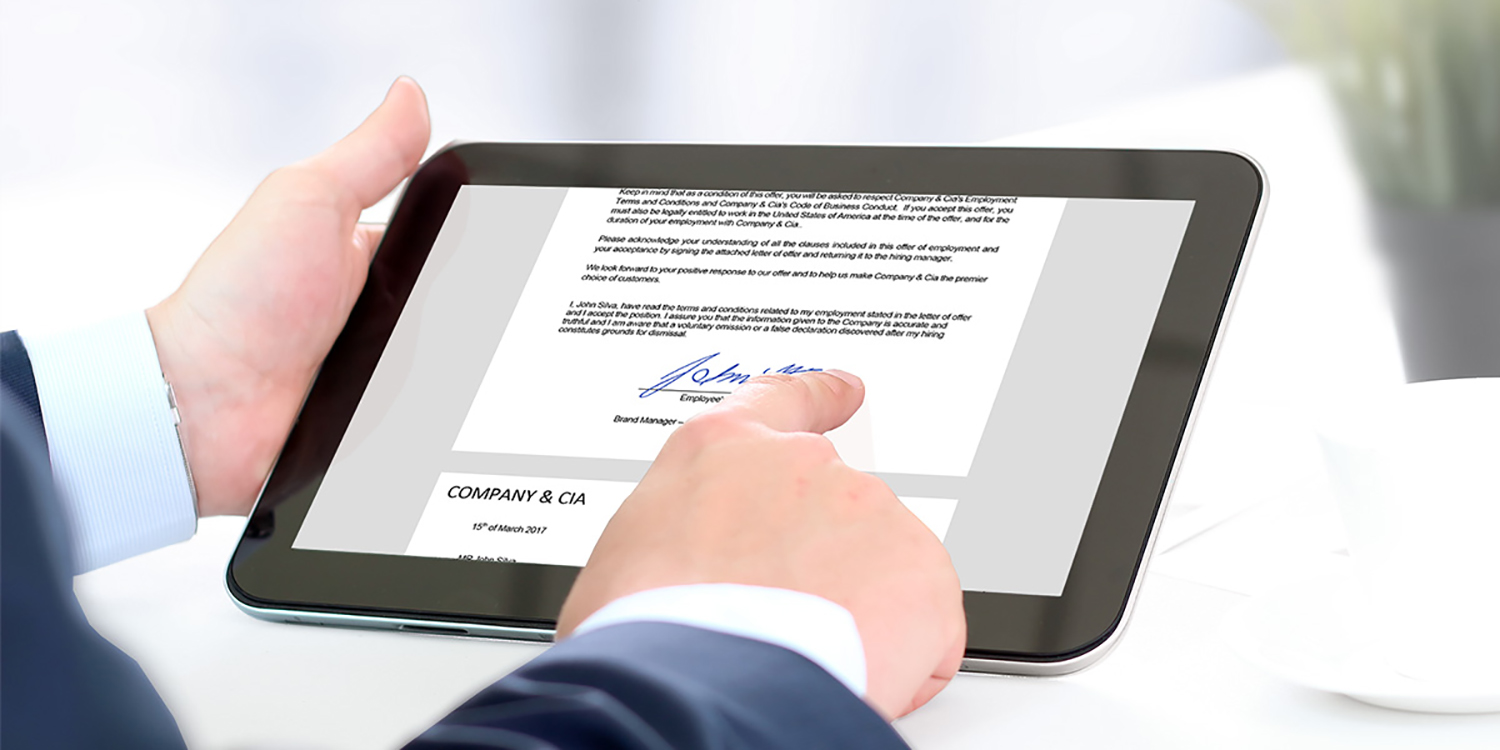 Keep in mind that as a condition of this offer, you will be asked to respect Company & Cia's Employment
Terms and Conditions and Company & Cia's Code of Business Conduct. If you accept this offer, you
must also be legally entitled to work in the United States of America at the time of the offer, and for the
duration of your employment with Company & Cia..
Please acknowledge your understanding of all the clauses included in this offer of employment and
your acceptance by signing the attached letter of offer and returning it to the hiring manager.
We look forward to your positive response to our offer and to help us make Company & Cia the premier
choice of customers.
I, John Silva, have read the terms and conditions related to my employment stated in the letter of offer
and I accept the position. I assure you that the information given to the Company is accurate and
truthful and I am aware that a voluntary omission or a false declaration discovered after my hiring
constitutes grounds for dismissal.
John
Employee'
Brand Manager –
COMPANY & CIA
15th of March 2017
MR John Silva